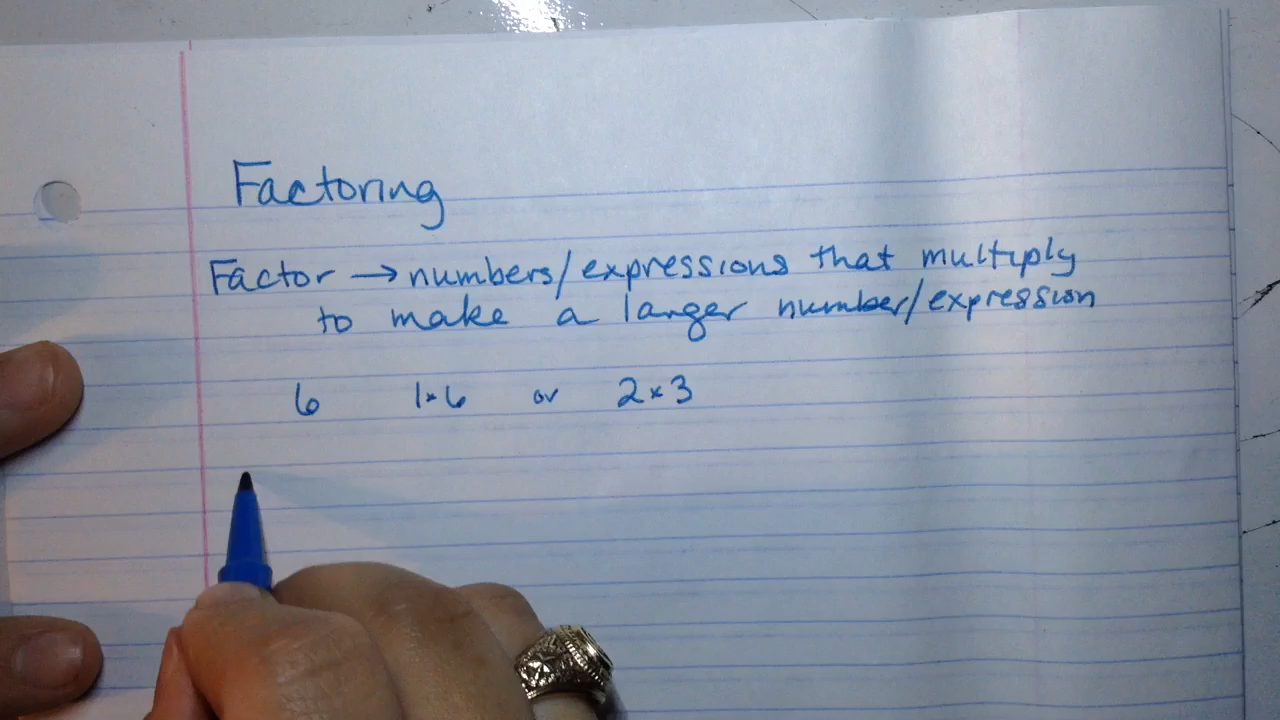 Factoring
Factor → numbers/expressions that multiply
to make a larger number/expression
6 1×6 or 2×3